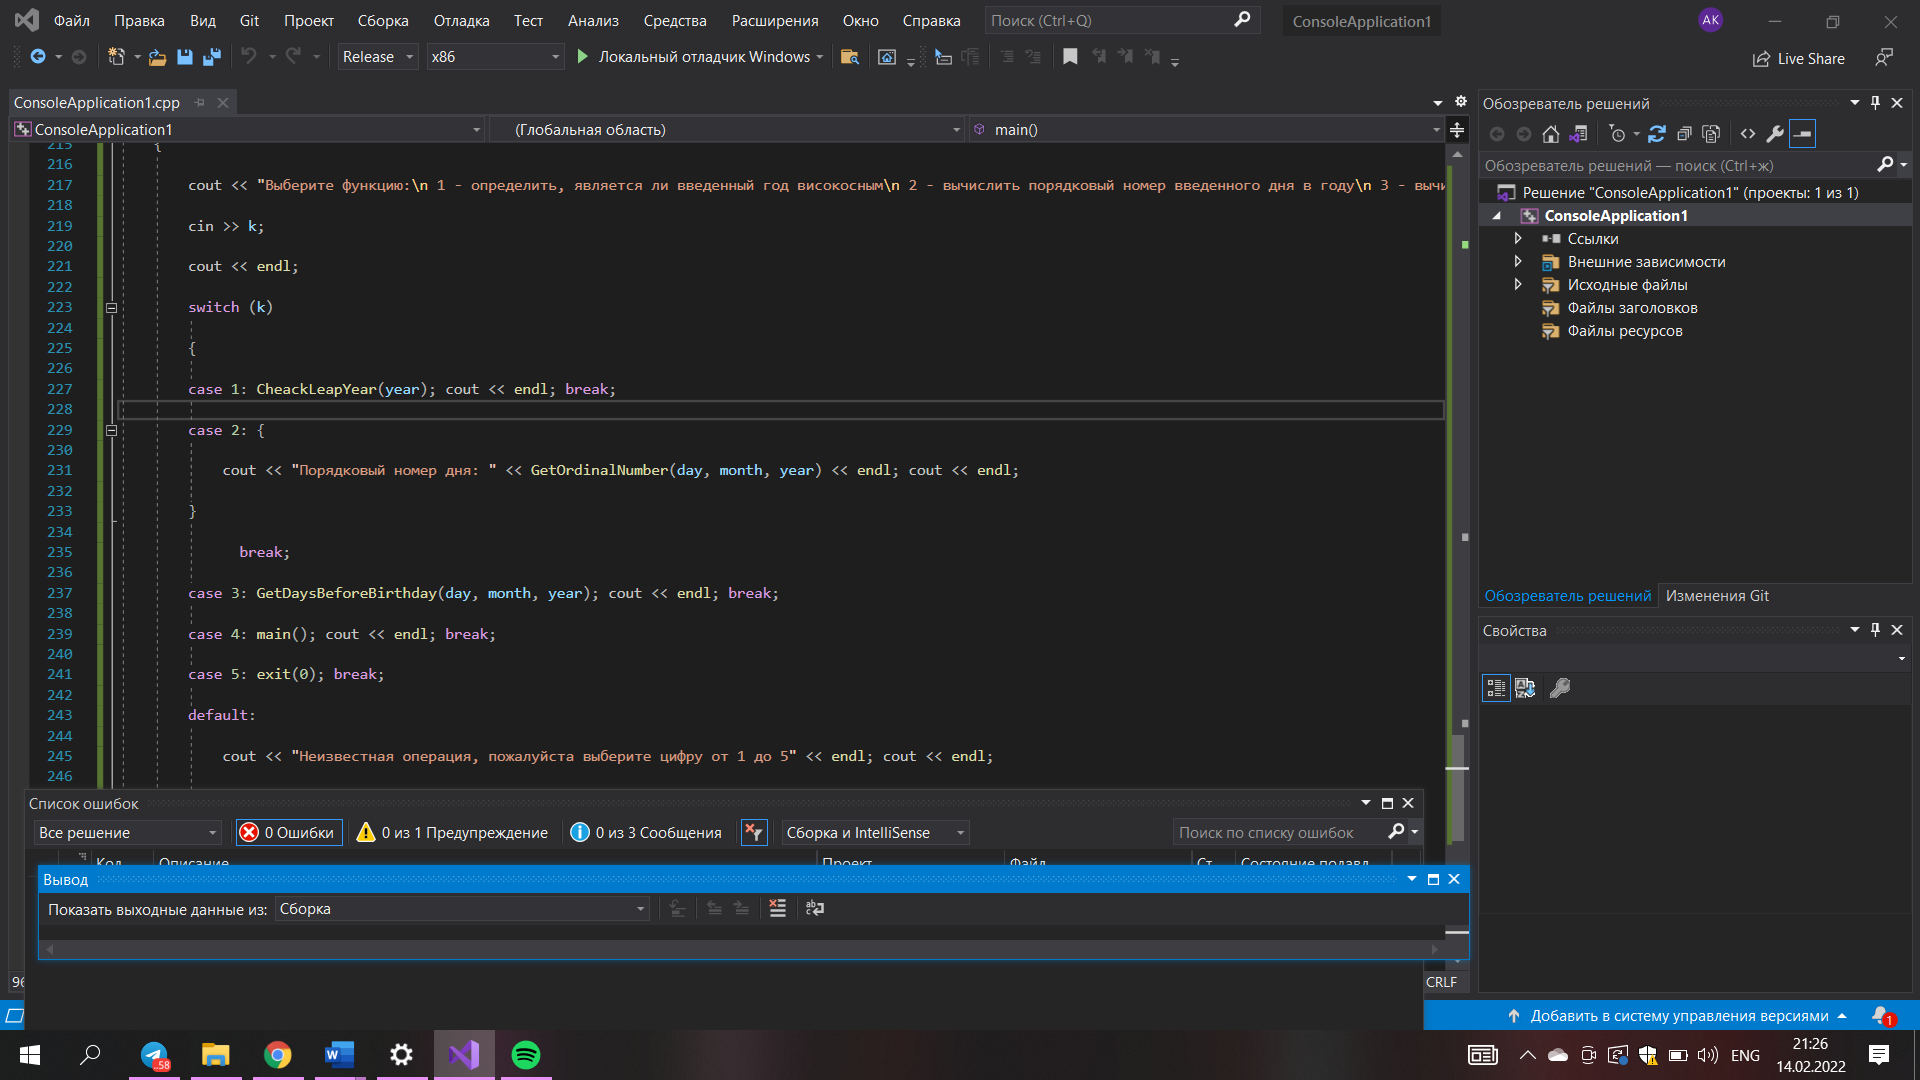 Файл Правка Вид Git Проект Сборка Отладка Тест Анализ Средства Расширения Окно Справка Поиск (Ctrl+Q) ConsoleApplication1 AK
Release x86 Локальный отладчик Windows Live Share
ConsoleApplication1.cpp
ConsoleApplication1 (Глобальная область) main()
215 {
216
217 cout << "Выберите функцию:\n 1 - определить, является ли введенный год високосным\n 2 - вычислить порядковый номер введенного дня в году\n 3 - вычи
218
219 cin >> k;
220
221 cout << endl;
222
223 switch (k)
224
225 {
226
227 case 1: CheackLeapYear(year); cout << endl; break;
228
229 case 2: {
230
231 cout << "Порядковый номер дня: " << GetOrdinalNumber(day, month, year) << endl; cout << endl;
232
233 }
234
235 break;
236
237 case 3: GetDaysBeforeBirthday(day, month, year); cout << endl; break;
238
239 case 4: main(); cout << endl; break;
240
241 case 5: exit(0); break;
242
243 default:
244
245 cout << "Неизвестная операция, пожалуйста выберите цифру от 1 до 5" << endl; cout << endl;
246
Обозреватель решений
Обозреватель решений — поиск (Ctrl+ж)
Решение "ConsoleApplication1" (проекты: 1 из 1)
ConsoleApplication1
Ссылки
Внешние зависимости
Исходные файлы
Файлы заголовков
Файлы ресурсов
Обозреватель решений Изменения Git
Свойства
Список ошибок
Все решение 0 Ошибки 0 из 1 Предупреждение 0 из 3 Сообщения Сборка и IntelliSense Поиск по списку ошибок
Код Описание Проект Файл Ст. Состояние подавл
Вывод
Показать выходные данные из: Сборка
96 CRLF
Добавить в систему управления версиями 1
..58 ENG 21:26
14.02.2022